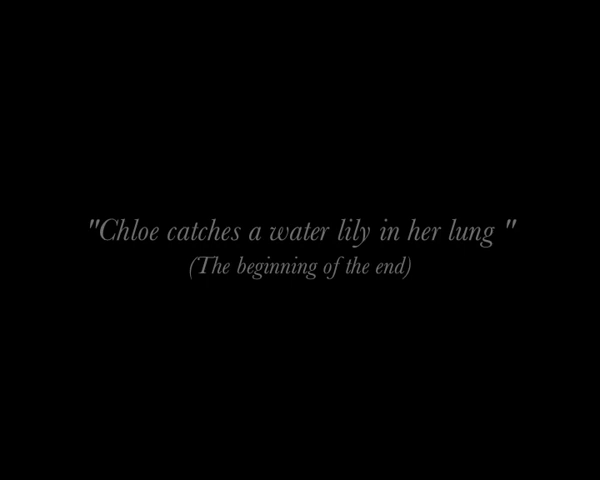 "Chloe catches a water lily in her lung "
(The beginning of the end)